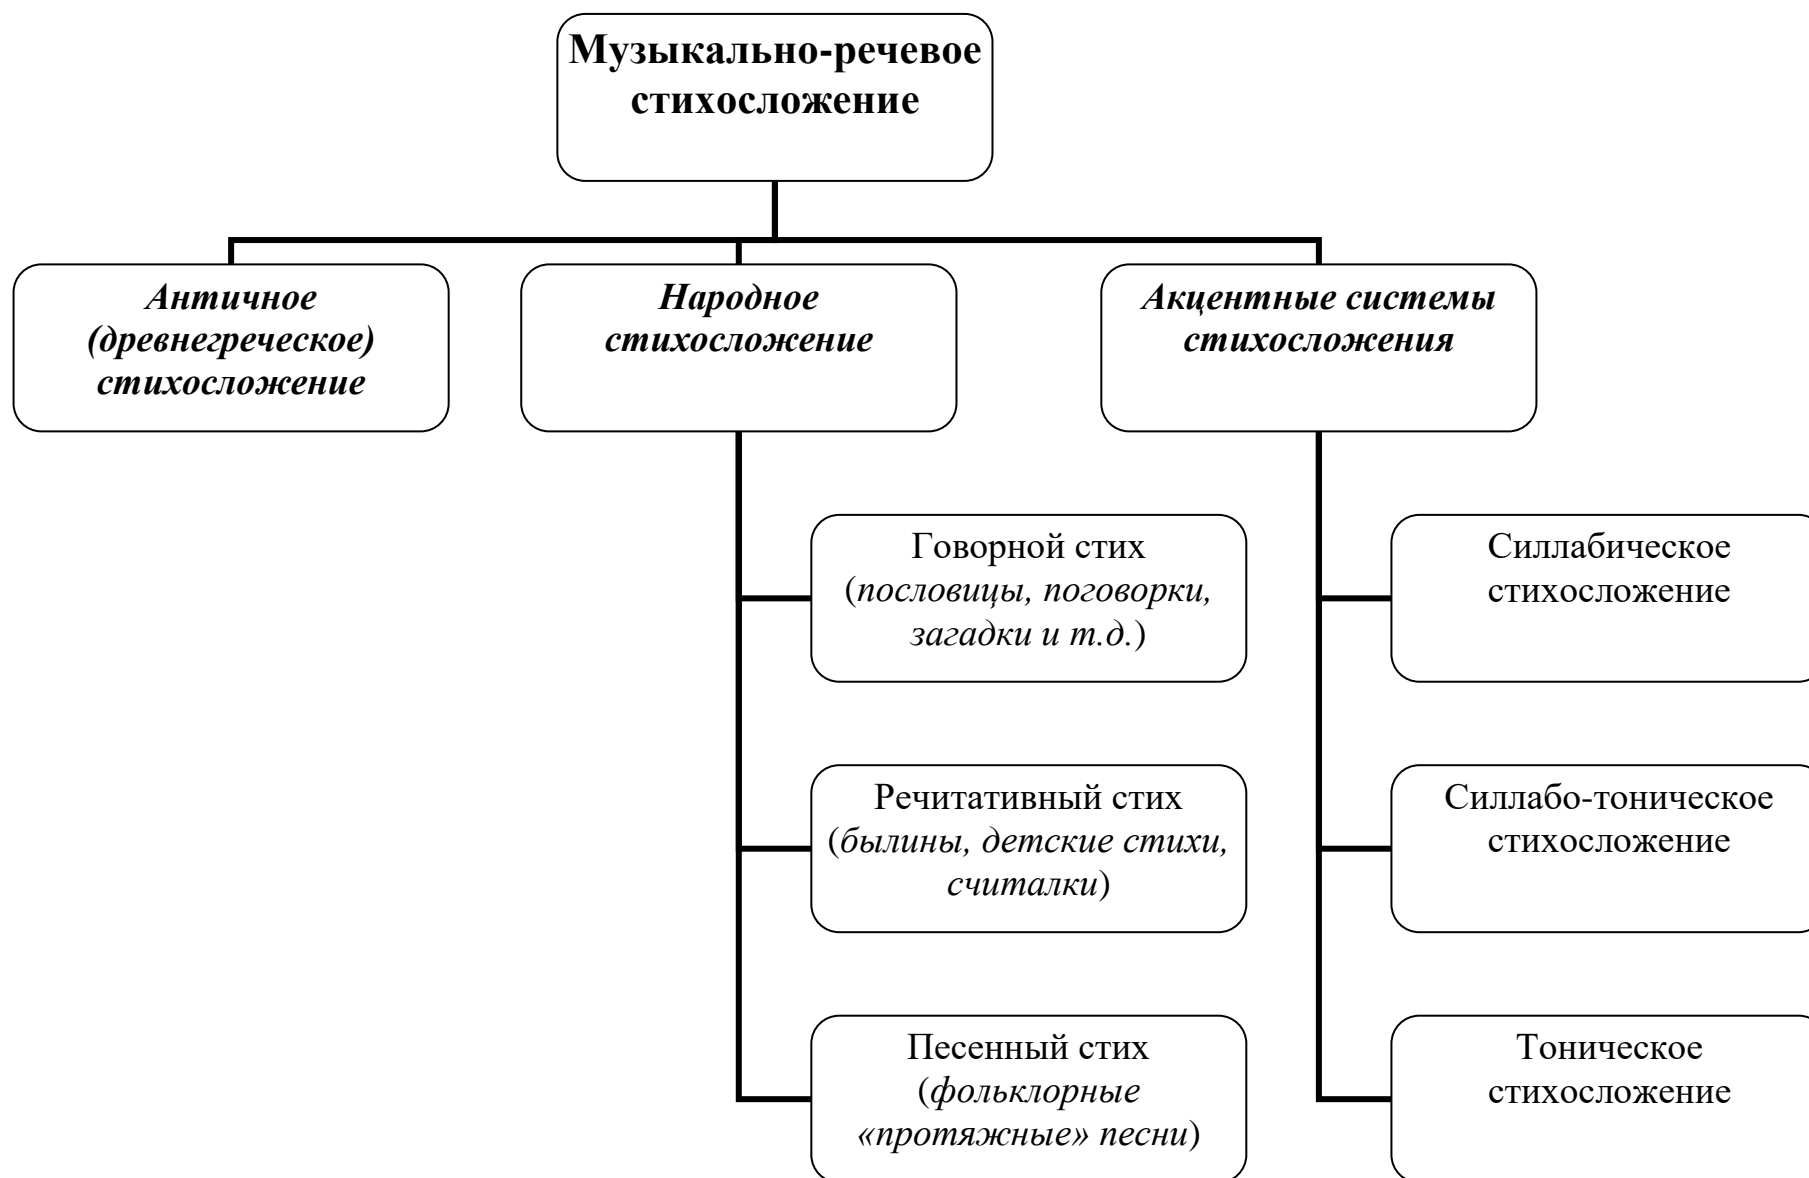 Музыкально-речевое
стихосложение
Античное
(древнегреческое)
стихосложение
Народное
стихосложение
Акцентные системы
стихосложения
Говорной стих
(пословицы, поговорки,
загадки и т.д.)
Силлабическое
стихосложение
Речитативный стих
(былины, детские стихи,
считалки)
Силлабо-тоническое
стихосложение
Песенный стих
(фольклорные
«протяжные» песни)
Тоническое
стихосложение